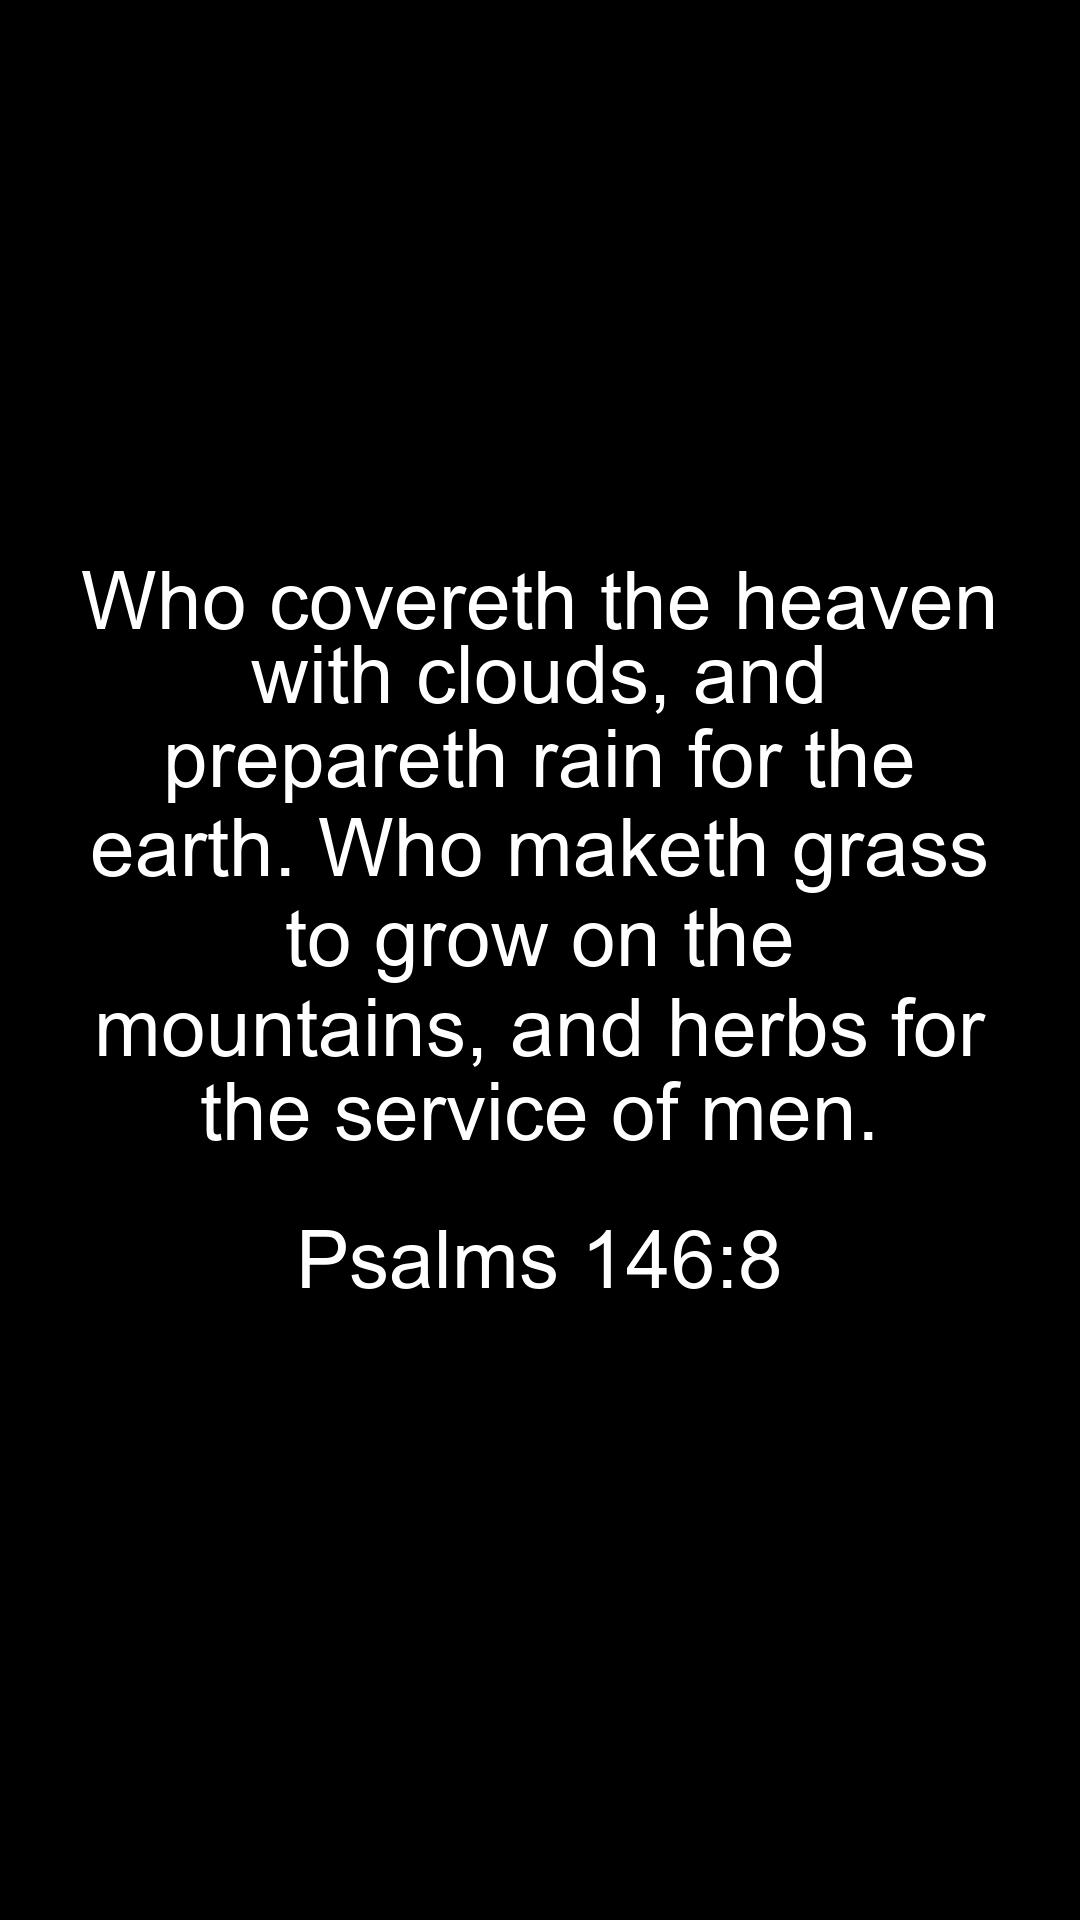 Who covereth the heaven
with clouds, and
prepareth rain for the
earth. Who maketh grass
to grow on the
mountains, and herbs for
the service of men.
Psalms 146:8